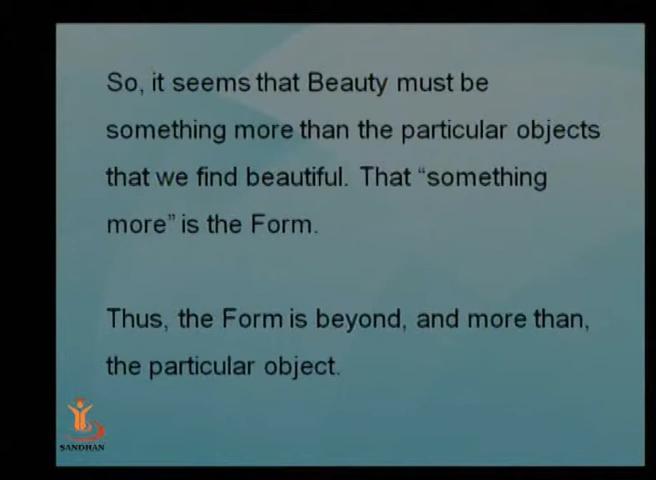 So, it seems that Beauty must be
something more than the particular objects
that we find beautiful. That “something
more” is the Form.
Thus, the Form is beyond, and more than,
the particular object.
SANDHAN